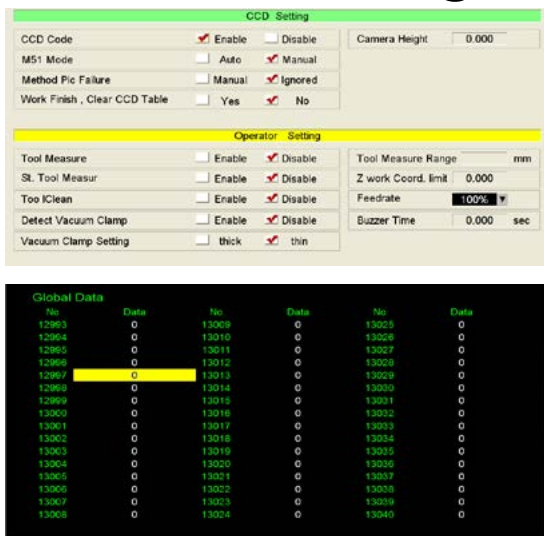 CCD Setting
CCD Code Enable Disable Camera Height 0.000
M51 Mode Auto Manual
Method Pic Failure Manual Ignored
Work Finish , Clear CCD Table Yes No
Operator Setting
Tool Measure Enable Disable Tool Measure Range mm
St. Tool Measur Enable Disable Z work Coord. limit 0.000
Too lClean Enable Disable Feedrate 100%
Detect Vacuum Clamp Enable Disable Buzzer Time 0.000 sec
Vacuum Clamp Setting thick thin
Global Data
No Data No. Data No Data
12993 0 13009 0 13025 0
12994 0 13010 0 13026 0
12995 0 13011 0 13027 0
12996 0 13012 0 13028 0
12997 0 13013 0 13029 0
12998 0 13014 0 13030 0
12999 0 13015 0 13031 0
13000 0 13016 0 13032 0
13001 0 13017 0 13033 0
13002 0 13018 0 13034 0
13003 0 13019 0 13035 0
13004 0 13020 0 13036 0
13005 0 13021 0 13037 0
13006 0 13022 0 13038 0
13007 0 13023 0 13039 0
13008 0 13024 0 13040 0